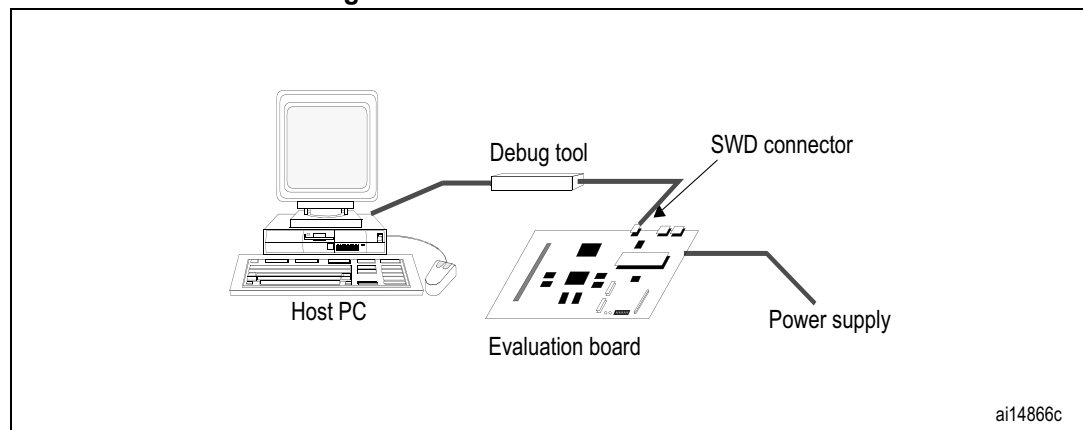 Debug tool
SWD connector
Host PC
Power supply
Evaluation board
ai14866c